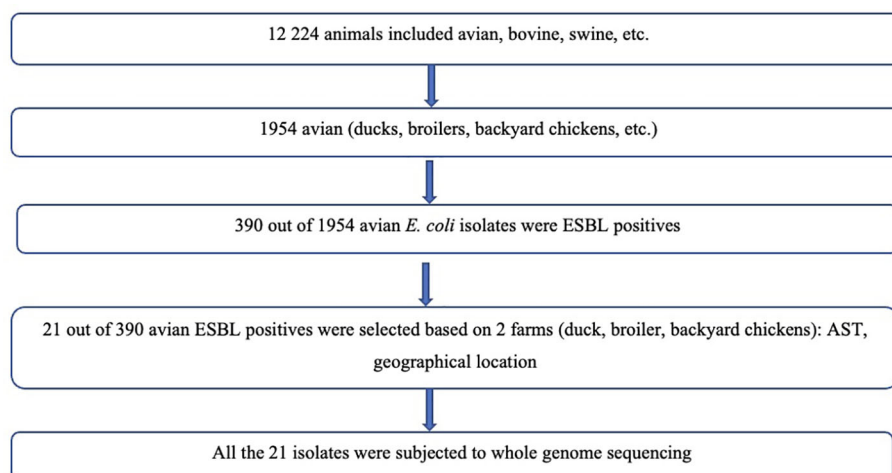 12 224 animals included avian, bovine, swine, etc.
1954 avian (ducks, broilers, backyard chickens, etc.)
390 out of 1954 avian E. coli isolates were ESBL positives
21 out of 390 avian ESBL positives were selected based on 2 farms (duck, broiler, backyard chickens): AST,
geographical location
All the 21 isolates were subjected to whole genome sequencing